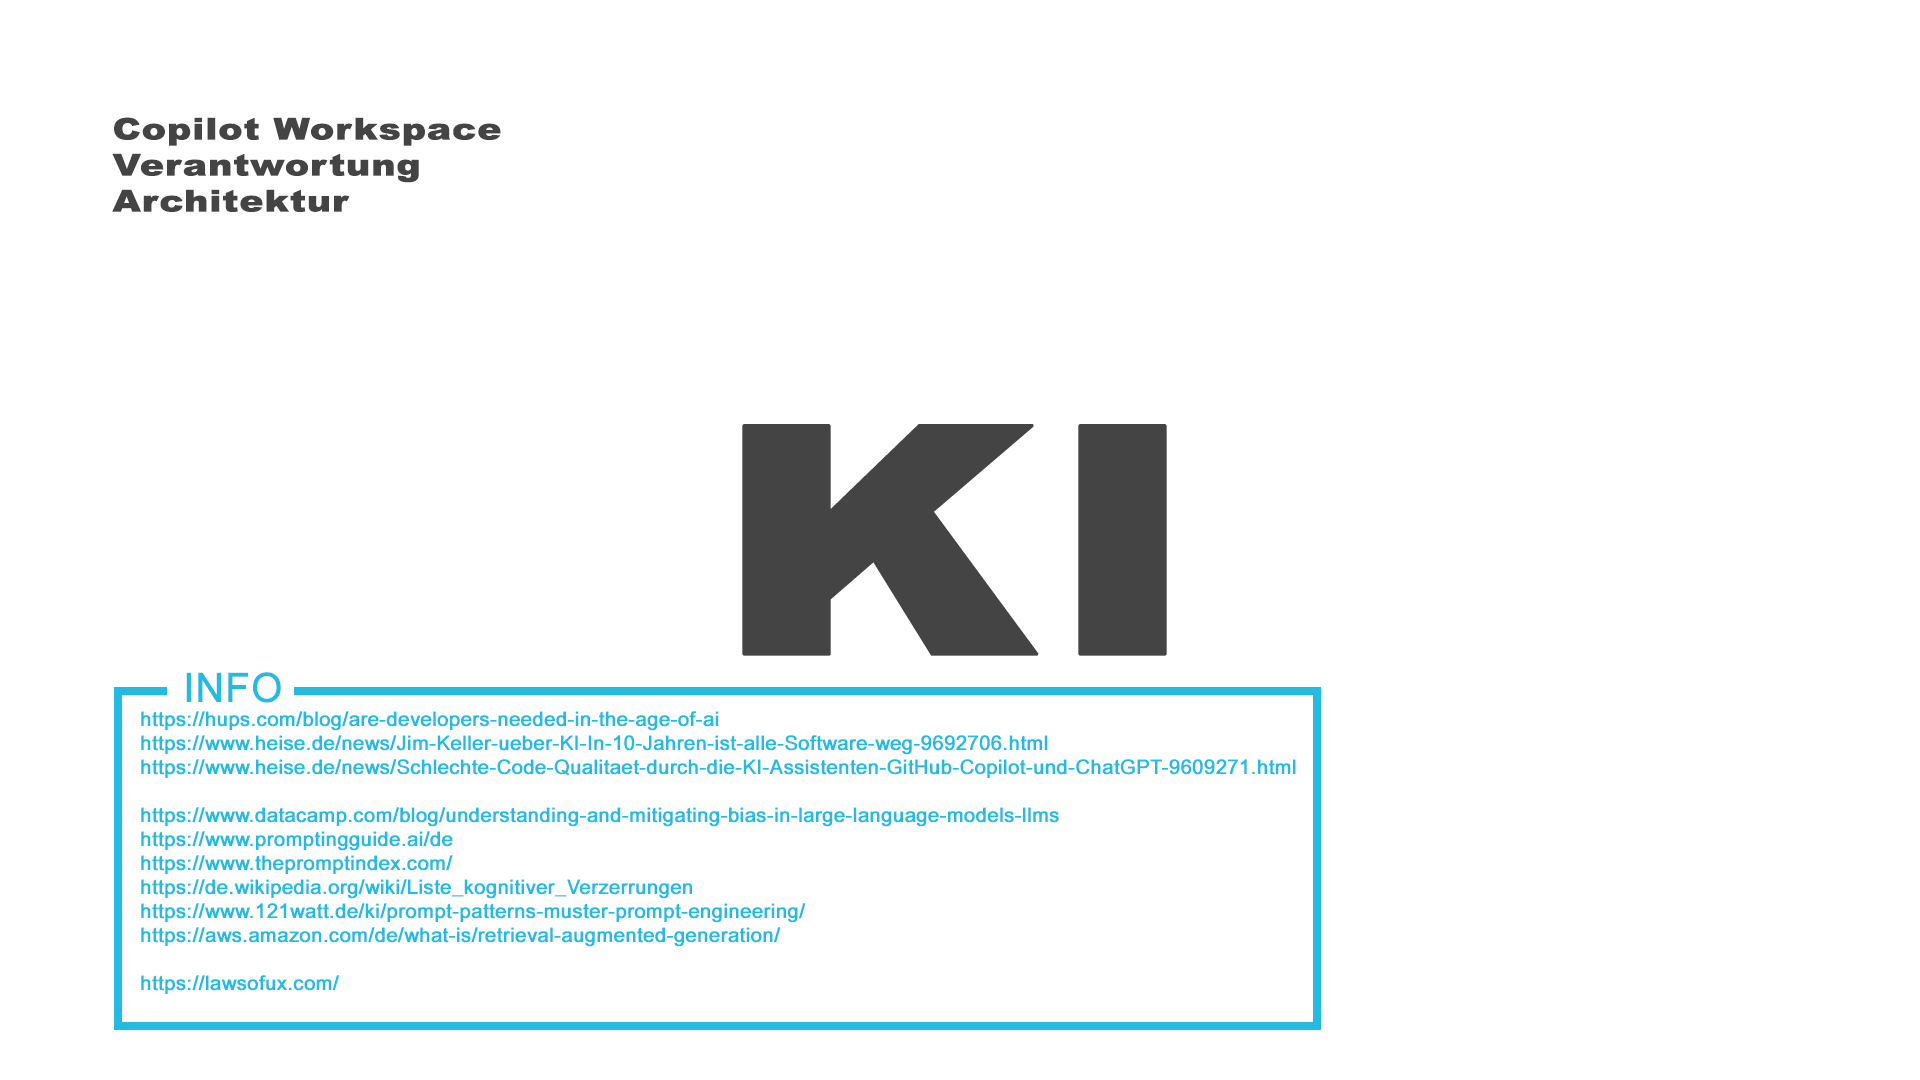 Copilot Workspace
Verantwortung
Architektur
KI
INFO
https://hups.com/blog/are-developers-needed-in-the-age-of-ai
https://www.heise.de/news/Jim-Keller-ueber-KI-In-10-Jahren-ist-alle-Software-weg-9692706.html
https://www.heise.de/news/Schlechte-Code-Qualitaet-durch-die-KI-Assistenten-GitHub-Copilot-und-ChatGPT-9609271.html
https://www.datacamp.com/blog/understanding-and-mitigating-bias-in-large-language-models-llms
https://www.promptingguide.ai/de
https://www.thepromptindex.com/
https://de.wikipedia.org/wiki/Liste_kognitiver_Verzerrungen
https://www.121watt.de/ki/prompt-patterns-muster-prompt-engineering/
https://aws.amazon.com/de/what-is/retrieval-augmented-generation/
https://lawsofux.com/